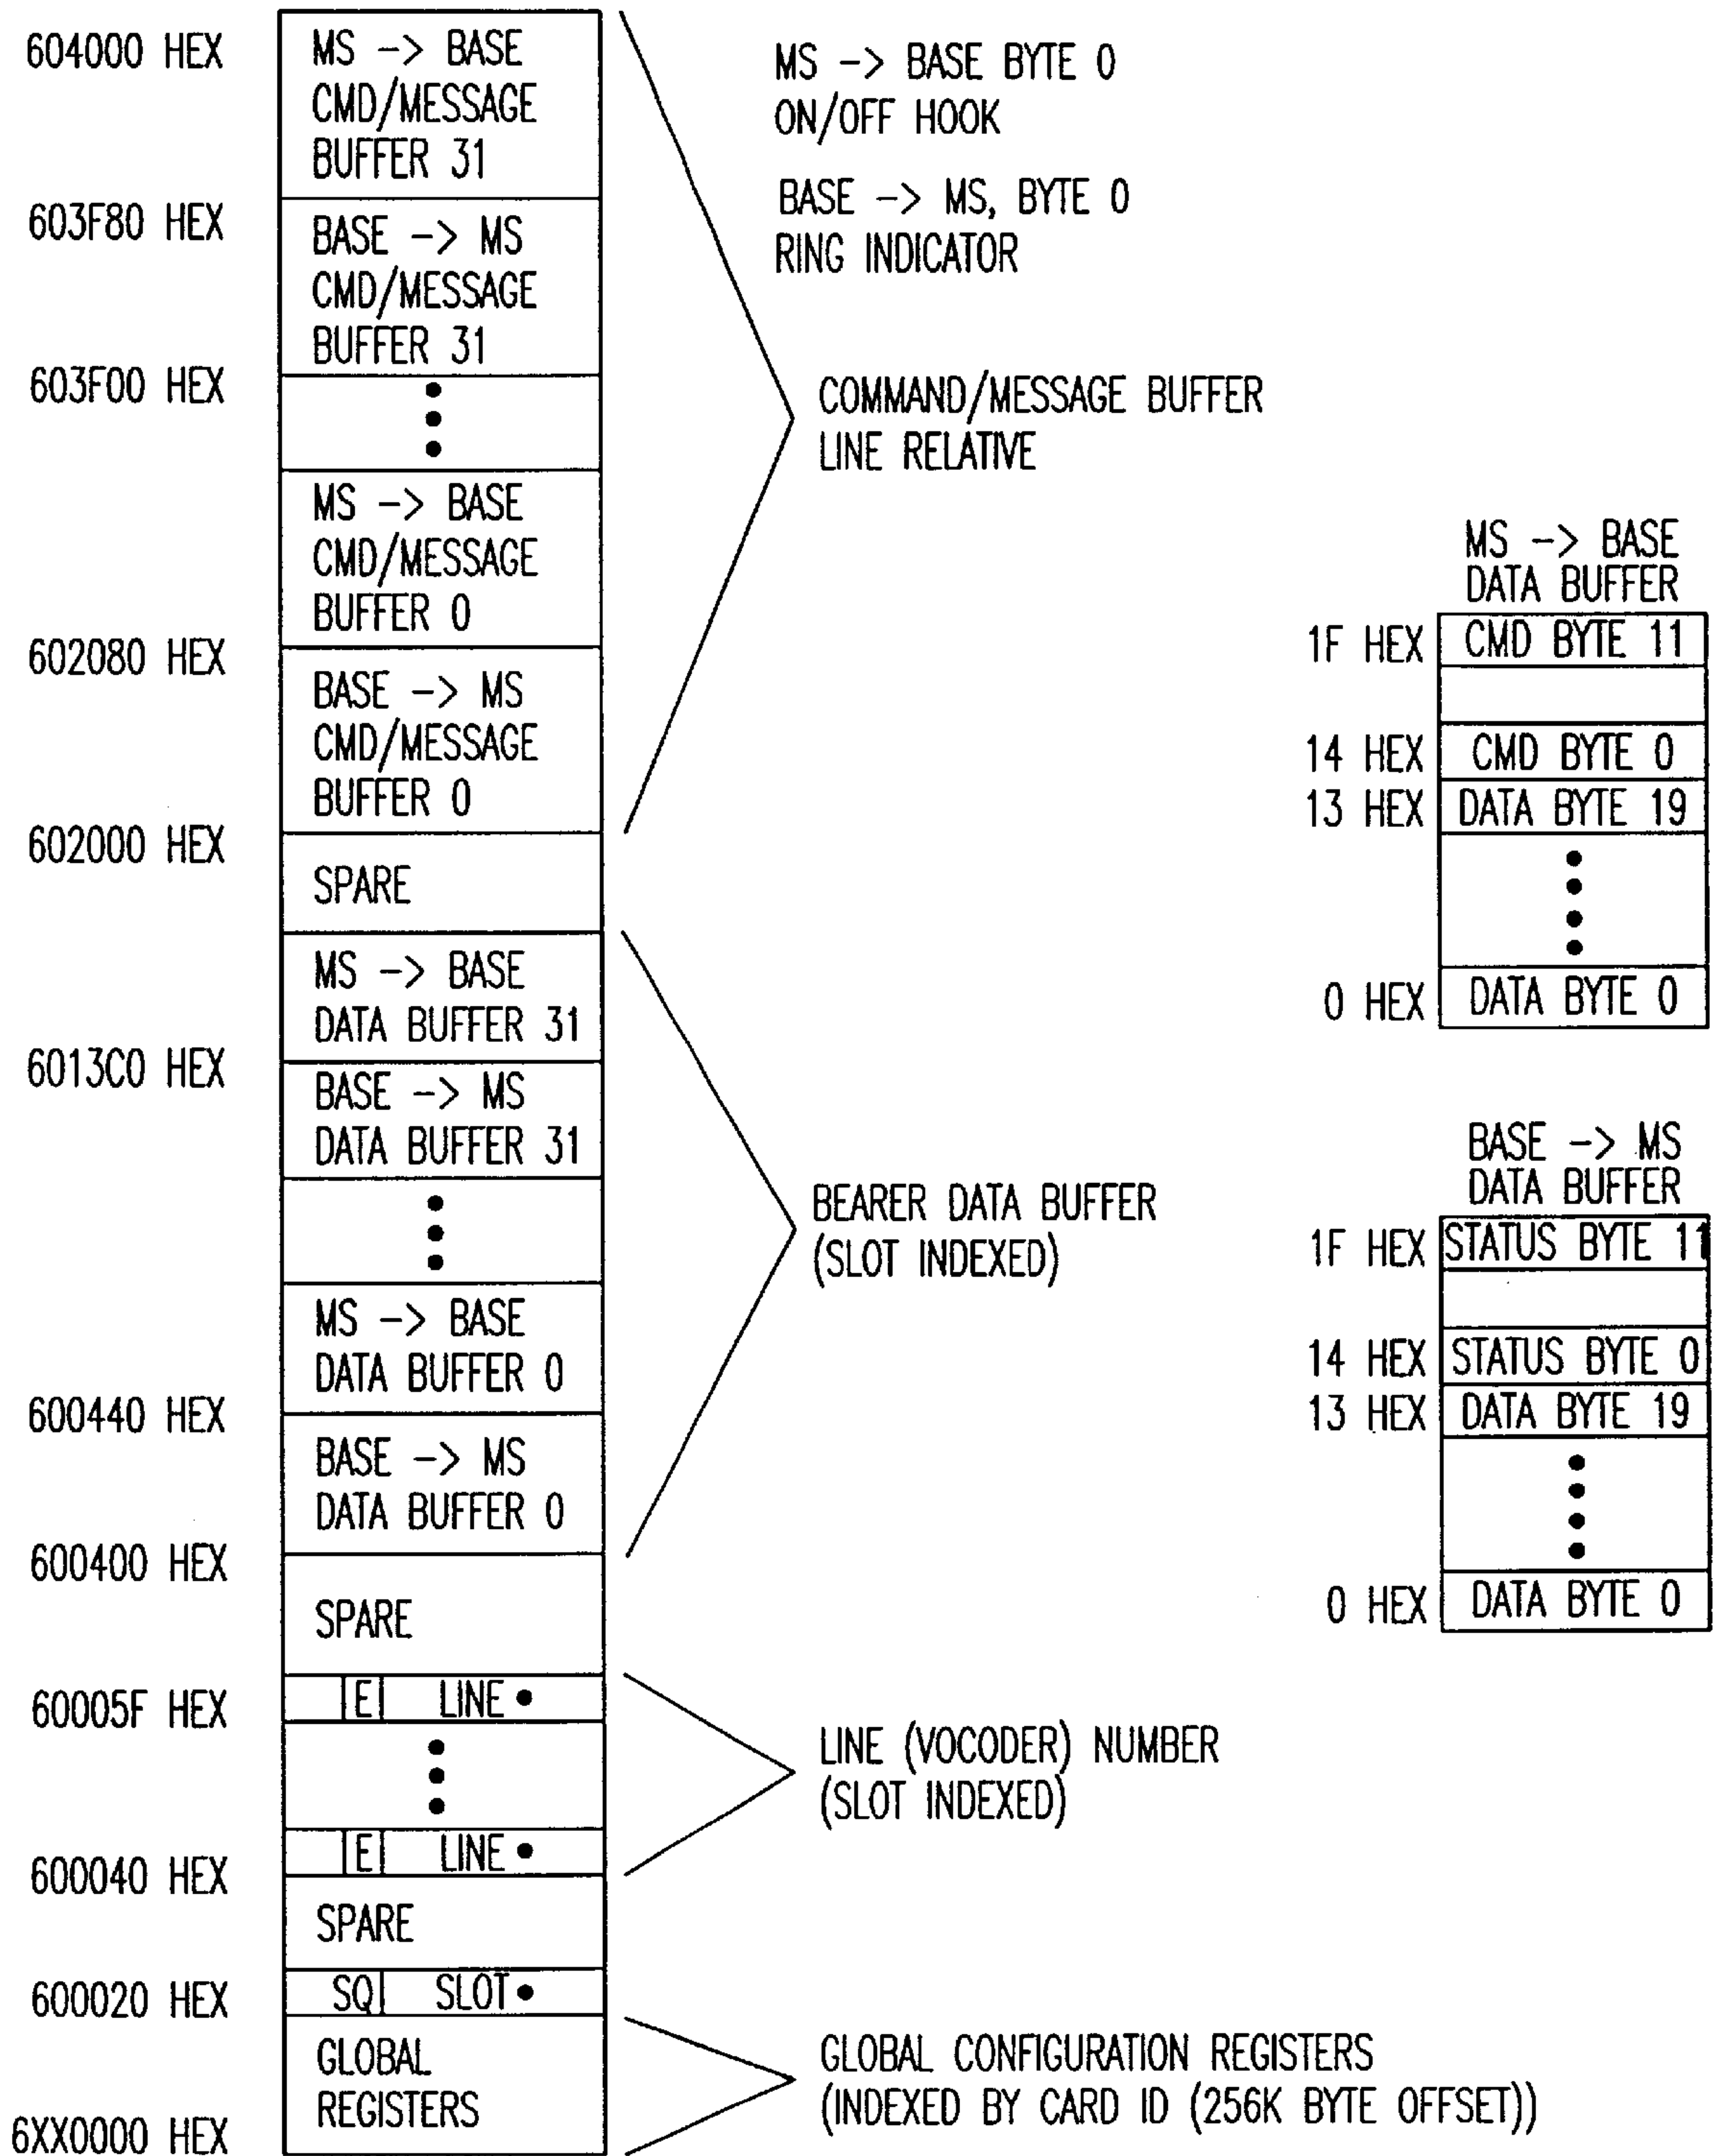 604000 HEX
MS -> BASE
CMD/MESSAGE
BUFFER 31
603F80 HEX
BASE -> MS
CMD/MESSAGE
BUFFER 31
603F00 HEX
MS -> BASE
CMD/MESSAGE
BUFFER 0
602080 HEX
BASE -> MS
CMD/MESSAGE
BUFFER 0
602000 HEX
SPARE
MS -> BASE
DATA BUFFER 31
6013C0 HEX
BASE -> MS
DATA BUFFER 31
MS -> BASE
DATA BUFFER 0
600440 HEX
BASE -> MS
DATA BUFFER 0
600400 HEX
SPARE
60005F HEX
E LINE •
600040 HEX
E LINE •
SPARE
600020 HEX
SQ SLOT •
GLOBAL
REGISTERS
6XX0000 HEX
MS -> BASE BYTE 0
ON/OFF HOOK
BASE -> MS, BYTE 0
RING INDICATOR
COMMAND/MESSAGE BUFFER
LINE RELATIVE
BEARER DATA BUFFER
(SLOT INDEXED)
LINE (VOCODER) NUMBER
(SLOT INDEXED)
GLOBAL CONFIGURATION REGISTERS
(INDEXED BY CARD ID (256K BYTE OFFSET))
MS -> BASE
DATA BUFFER
1F HEX CMD BYTE 11
14 HEX CMD BYTE 0
13 HEX DATA BYTE 19
0 HEX DATA BYTE 0
BASE -> MS
DATA BUFFER
1F HEX STATUS BYTE 11
14 HEX STATUS BYTE 0
13 HEX DATA BYTE 19
0 HEX DATA BYTE 0